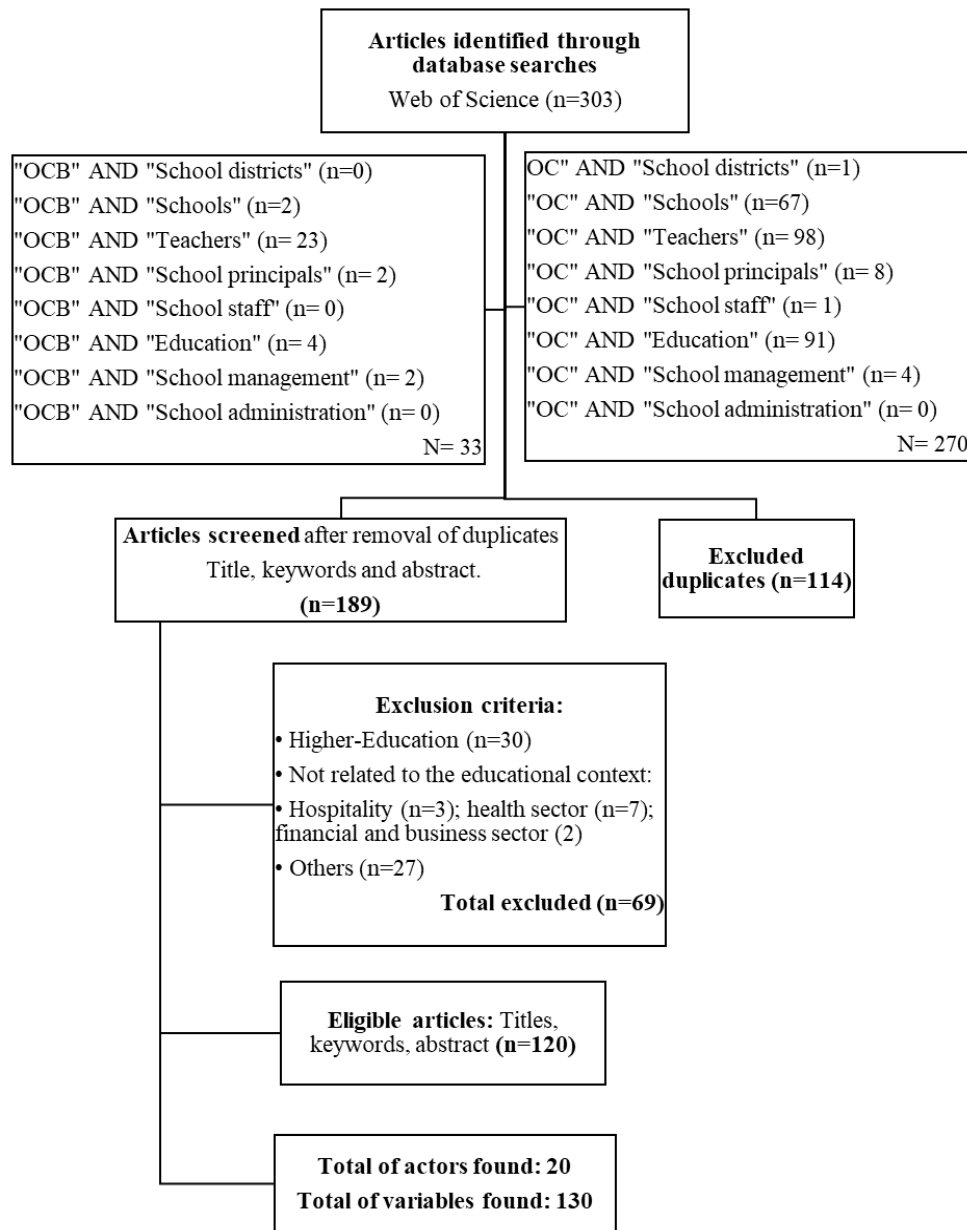 Articles identified through
database searches
Web of Science (n=303)
"OCB" AND "School districts" (n=0)
"OCB" AND "Schools" (n=2)
"OCB" AND "Teachers" (n= 23)
"OCB" AND "School principals" (n= 2)
"OCB" AND "School staff" (n= 0)
"OCB" AND "Education" (n= 4)
"OCB" AND "School management" (n= 2)
"OCB" AND "School administration" (n= 0)
N= 33
OC" AND "School districts" (n=1)
"OC" AND "Schools" (n=67)
"OC" AND "Teachers" (n= 98)
"OC" AND "School principals" (n= 8)
"OC" AND "School staff" (n= 1)
"OC" AND "Education" (n= 91)
"OC" AND "School management" (n= 4)
"OC" AND "School administration" (n= 0)
N= 270
Articles screened after removal of duplicates
Title, keywords and abstract.
(n=189)
Excluded
duplicates (n=114)
Exclusion criteria:
• Higher-Education (n=30)
• Not related to the educational context:
• Hospitality (n=3); health sector (n=7);
financial and business sector (2)
• Others (n=27)
Total excluded (n=69)
Eligible articles: Titles,
keywords, abstract (n=120)
Total of actors found: 20
Total of variables found: 130